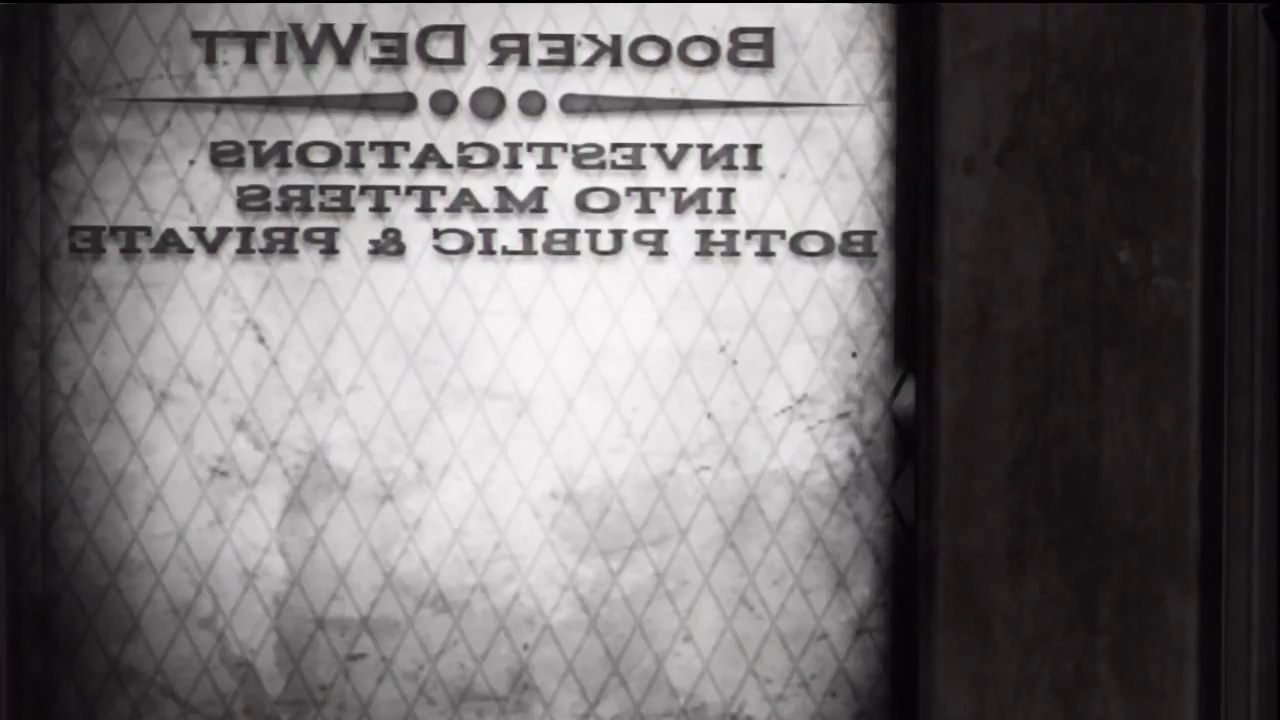 BOOKER DEWITT
INVESTIGATIONS
INTO MATTERS
BOTH PUBLIC & PRIVATE